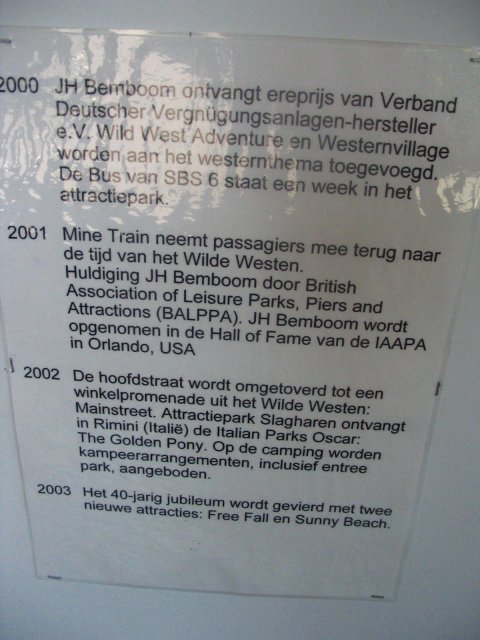 2000 JH Bemboom ontvangt ereprijs van Verband
Deutscher Vergnügungsanlagen-hersteller
e.V. Wild West Adventure en Westernvillage
worden aan het westernthema toegevoegd.
De Bus van SBS 6 staat een week in het
attractiepark.
2001 Mine Train neemt passagiers mee terug naar
de tijd van het Wilde Westen.
Huldiging JH Bemboom door British
Association of Leisure Parks, Piers and
Attractions (BALPPA). JH Bemboom wordt
opgenomen in de Hall of Fame van de IAAPA
in Orlando, USA
2002 De hoofdstraat wordt omgetoverd tot een
winkelpromenade uit het Wilde Westen:
Mainstreet. Attractiepark Slagharen ontvangt
in Rimini (Italië) de Italian Parks Oscar:
The Golden Pony. Op de camping worden
kampeerarrangementen, inclusief entree
park, aangeboden.
2003 Het 40-jarig jubileum wordt gevierd met twee
nieuwe attracties: Free Fall en Sunny Beach.